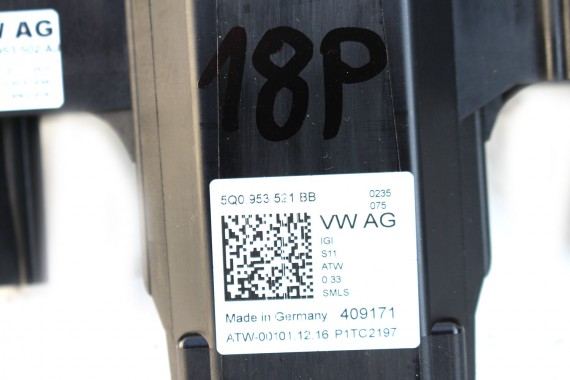 W AG
18P
5Q0 953 521 BB
0235
075
VW AG
IGI
S11
ATW
0.33
SMLS
Made in Germany 409171
ATW-00101.12.16 P1TC2197